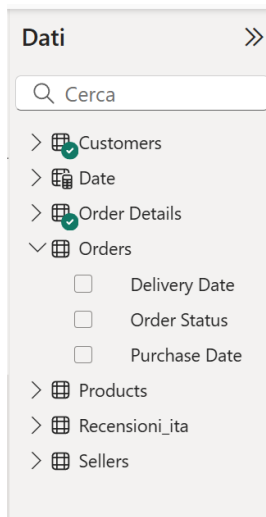 Dati
Cerca
Customers
Date
Order Details
Orders
Delivery Date
Order Status
Purchase Date
Products
Recensioni_ita
Sellers